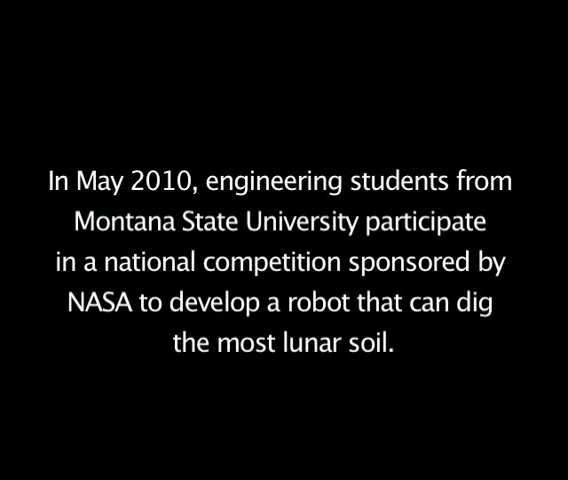 In May 2010, engineering students from
Montana State University participate
in a national competition sponsored by
NASA to develop a robot that can dig
the most lunar soil.